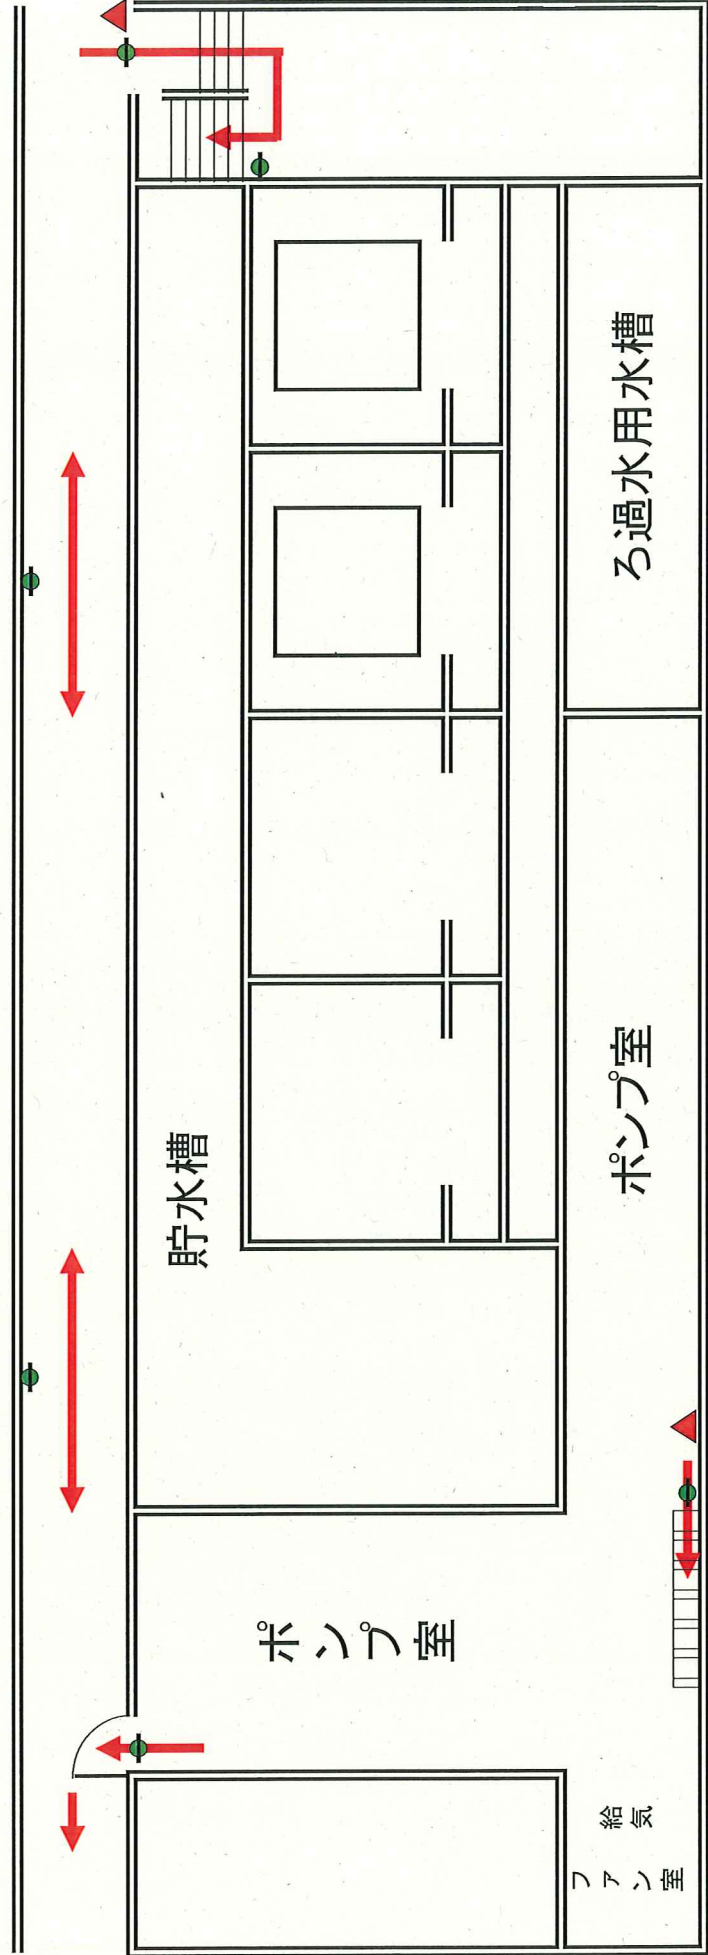 貯水槽
ろ過水用水槽
ポンプ室
ポンプ室
給気
ファン室